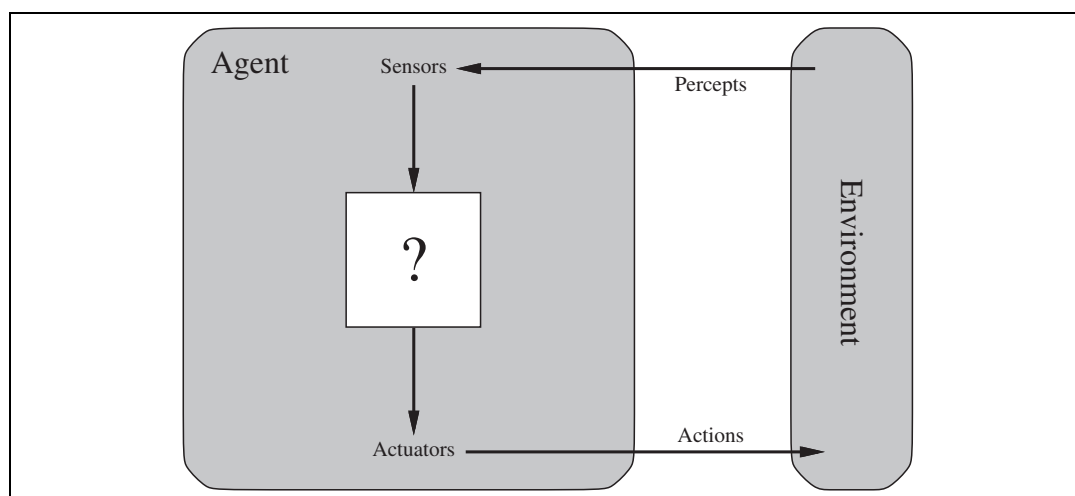 Agent
Sensors
Percepts
Environment
?
Actuators
Actions